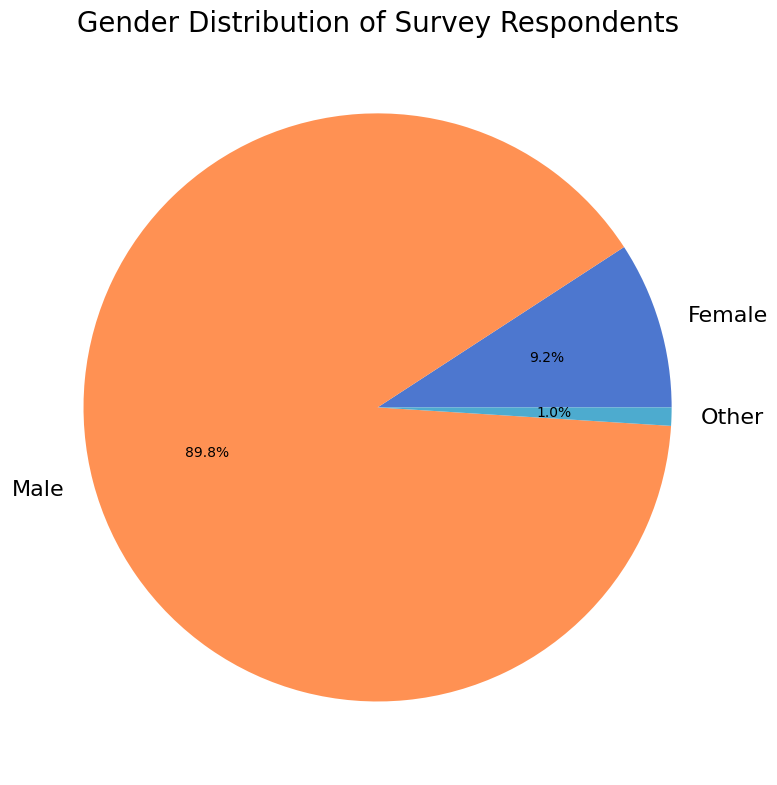 Gender Distribution of Survey Respondents
Female
9.2%
1.0%
Other
89.8%
Male